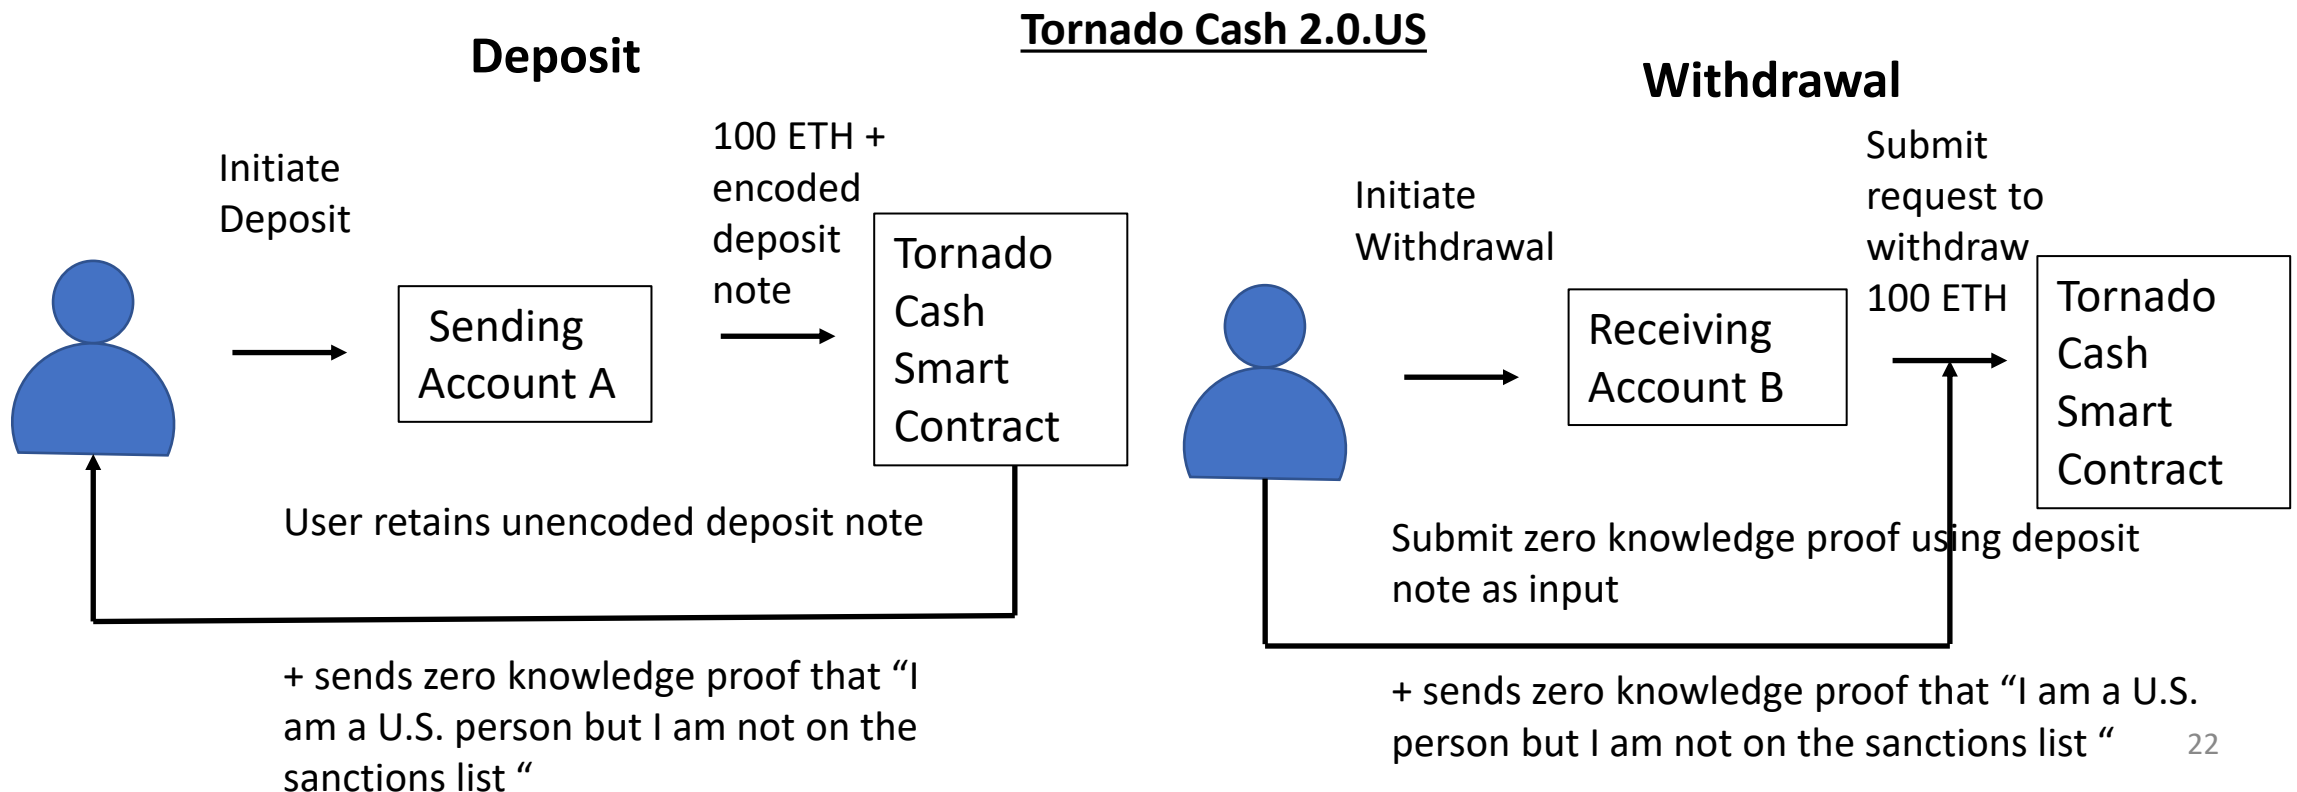 Tornado Cash 2.0.US
Deposit
Initiate
Deposit
Sending
Account A
100 ETH +
encoded
deposit
note
Tornado
Cash
Smart
Contract
User retains unencoded deposit note
+ sends zero knowledge proof that “I
am a U.S. person but I am not on the
sanctions list “
Withdrawal
Initiate
Withdrawal
Receiving
Account B
Submit
request to
withdraw
100 ETH
Tornado
Cash
Smart
Contract
Submit zero knowledge proof using deposit
note as input
+ sends zero knowledge proof that “I am a U.S.
person but I am not on the sanctions list “
22